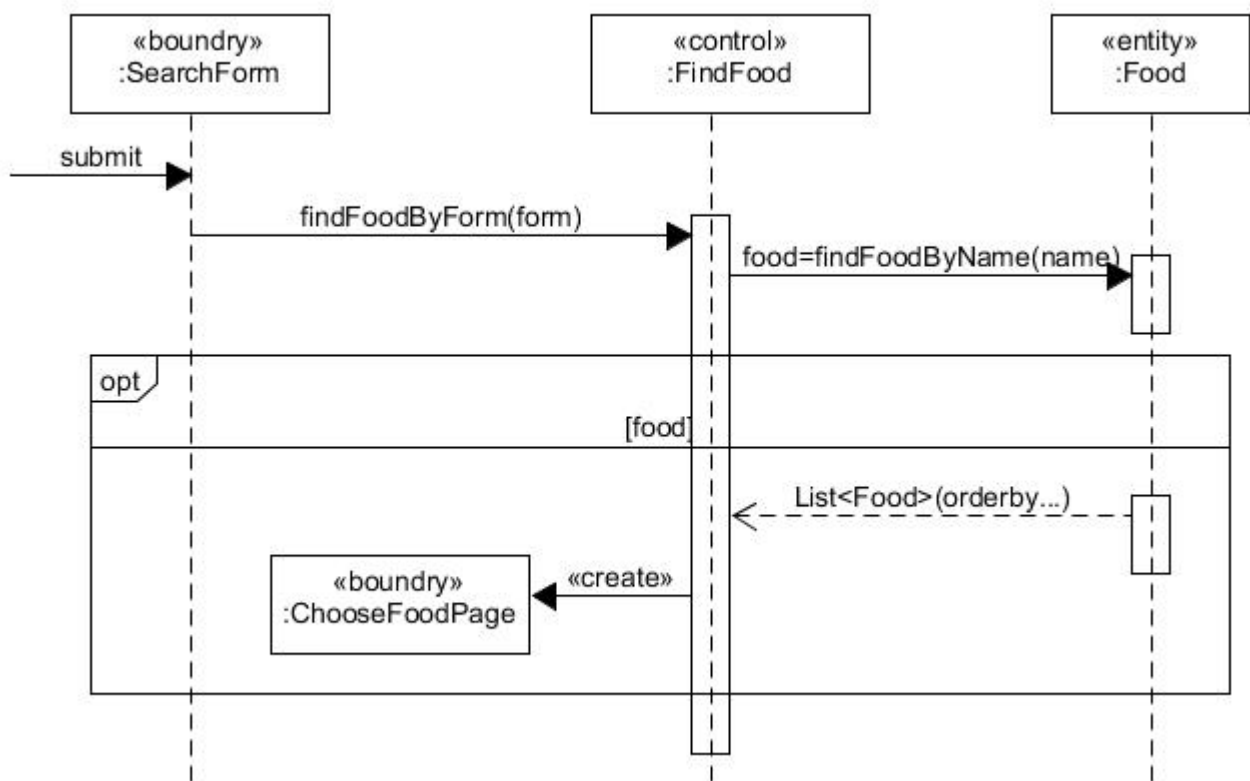 «boundry»
:SearchForm
«control»
:FindFood
«entity»
:Food
submit
findFoodByForm(form)
food=findFoodByName(name)
opt
[food]
List<Food>(orderby...)
«boundry»
:ChooseFoodPage
«create»